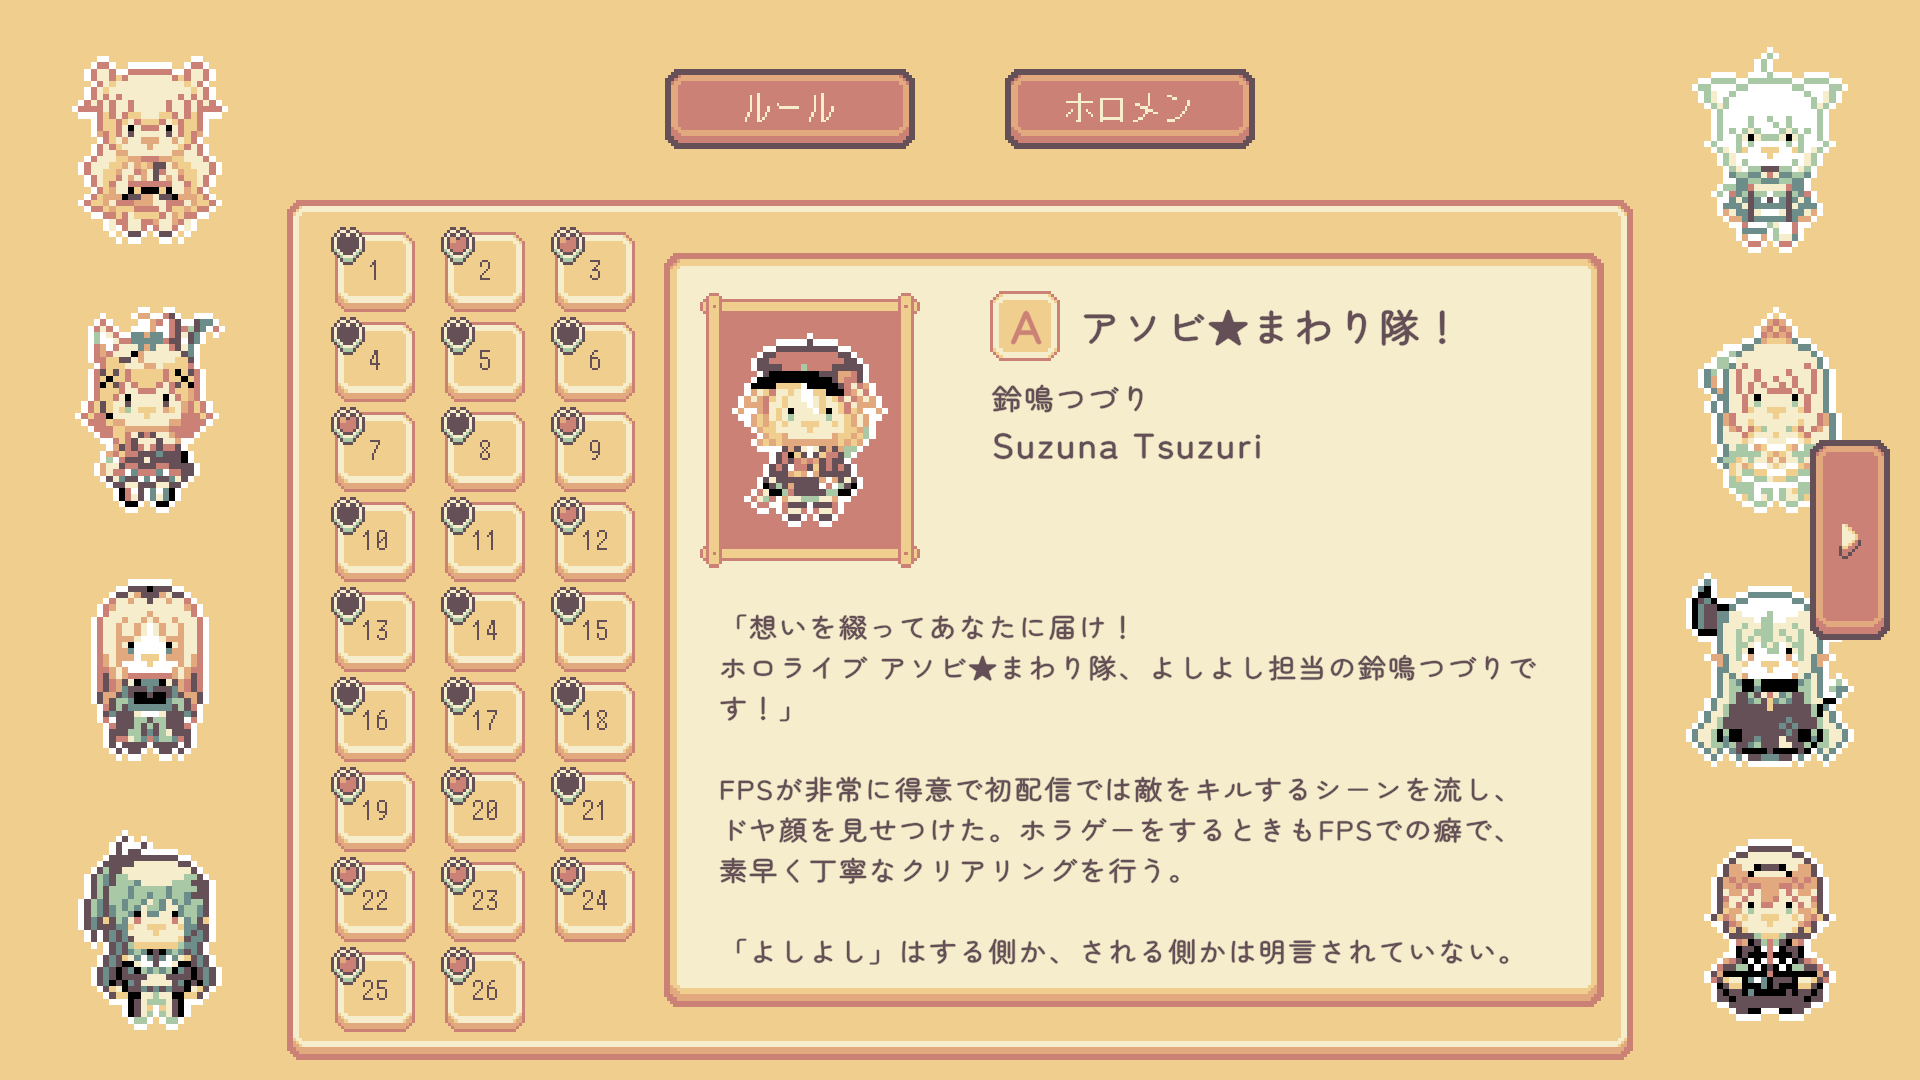 ルール
ホロメン
1 2 3
4 5 6
7 8 9
10 11 12
13 14 15
16 17 18
19 20 21
22 23 24
25 26
A アソビ★まわり隊！
鈴鳴つづり
Suzuna Tsuzuri
「想いを綴ってあなたに届け！
ホロライブ アソビ★まわり隊、よしよし担当の鈴鳴つづりで
す！」
FPSが非常に得意で初配信では敵をキルするシーンを流し、
ドヤ顔を見せつけた。ホラゲーをするときもFPSでの癖で、
素早く丁寧なクリアリングを行う。
「よしよし」はする側か、される側かは明言されていない。